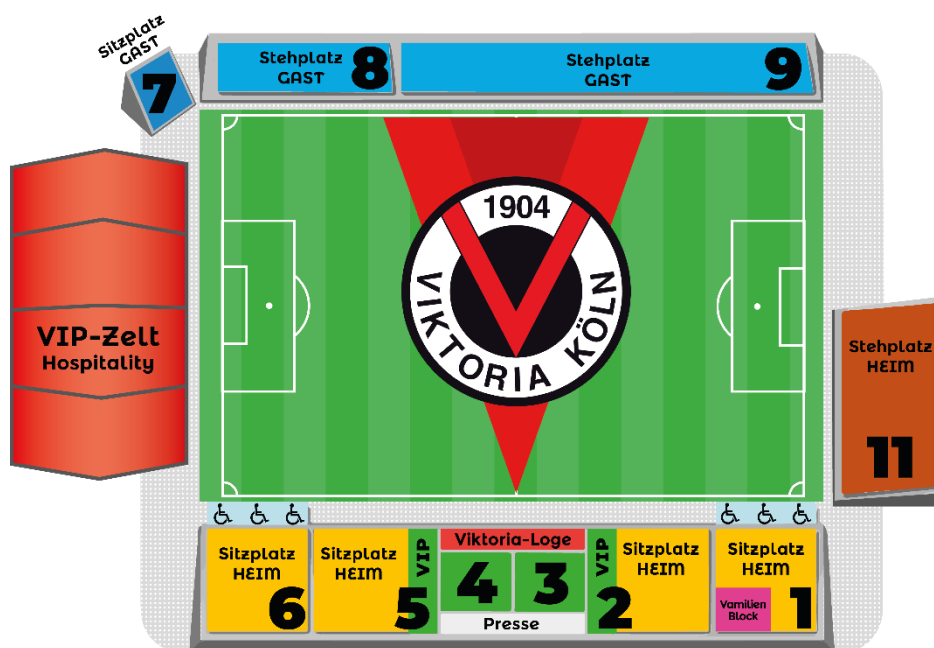 Sitzplatz
GAST
7
Stehplatz
GAST
8
Stehplatz
GAST
9
1904
VIKTORIA KÖLN
VIP-Zelt
Hospitality
Stehplatz
HEIM
11
Sitzplatz
HEIM
6
Sitzplatz
HEIM
5
VIP
Viktoria-Loge
4
3
Presse
VIP
2
Sitzplatz
HEIM
Sitzplatz
HEIM
1
Vamilien
Block